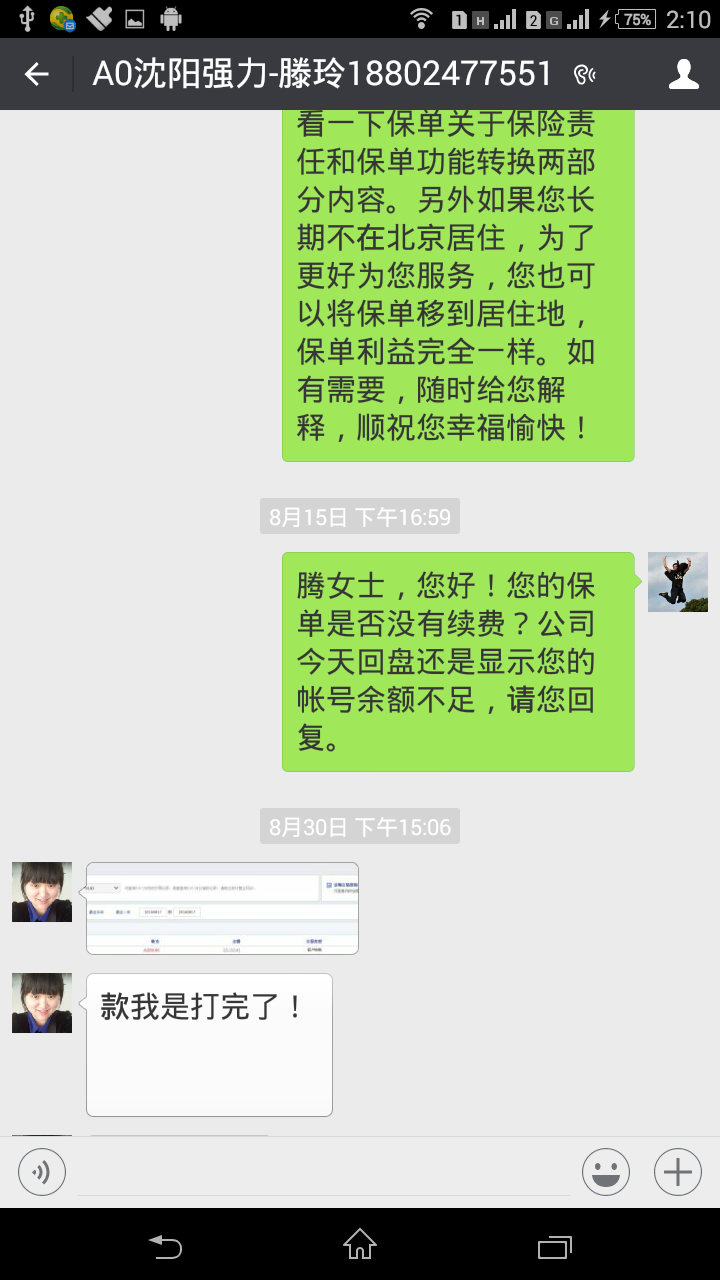 1 H 2 G 75% 2:10
A0沈阳强力-滕玲18802477551
看一下保单关于保险责
任和保单功能转换两部
分内容。另外如果您长
期不在北京居住，为了
更好为您服务，您也可
以将保单移到居住地，
保单利益完全一样。如
有需要，随时给您解
释，顺祝您幸福愉快！
8月15日 下午16:59
腾女士，您好！您的保
单是否没有续费？公司
今天回盘还是显示您的
帐号余额不足，请您回
复。
8月30日 下午15:06
款我是打完了！